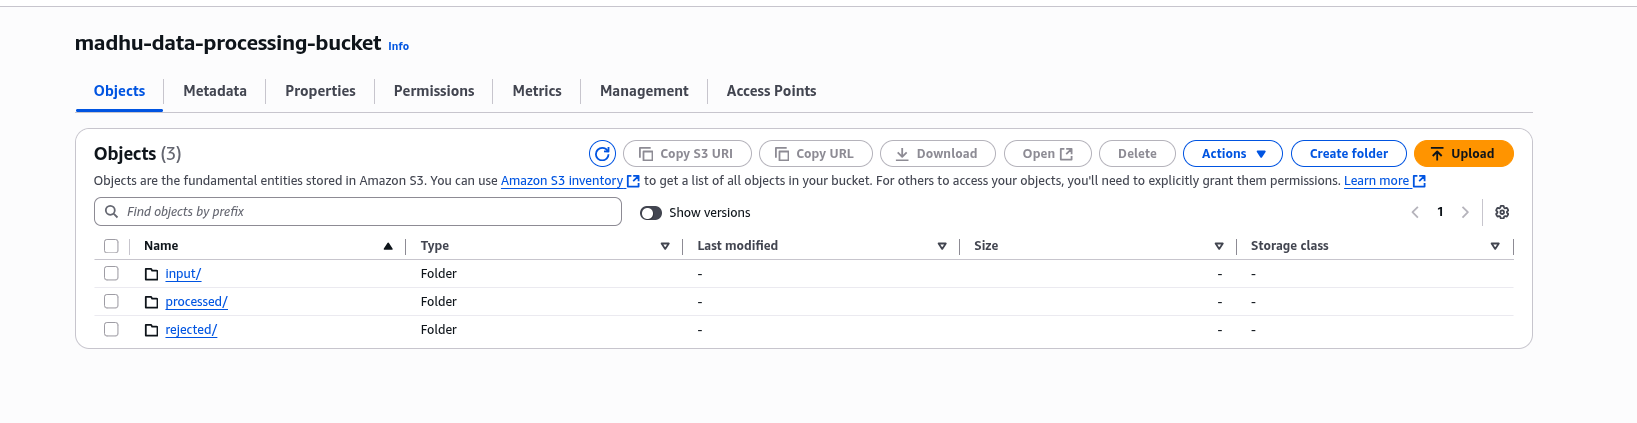 madhu-data-processing-bucket Info
Objects Metadata Properties Permissions Metrics Management Access Points
Objects (3) Copy S3 URI Copy URL Download Open Delete Actions Create folder Upload
Objects are the fundamental entities stored in Amazon S3. You can use Amazon S3 inventory to get a list of all objects in your bucket. For others to access your objects, you'll need to explicitly grant them permissions. Learn more
Find objects by prefix Show versions 1
Name Type Last modified Size Storage class
input/ Folder - - -
processed/ Folder - - -
rejected/ Folder - - -